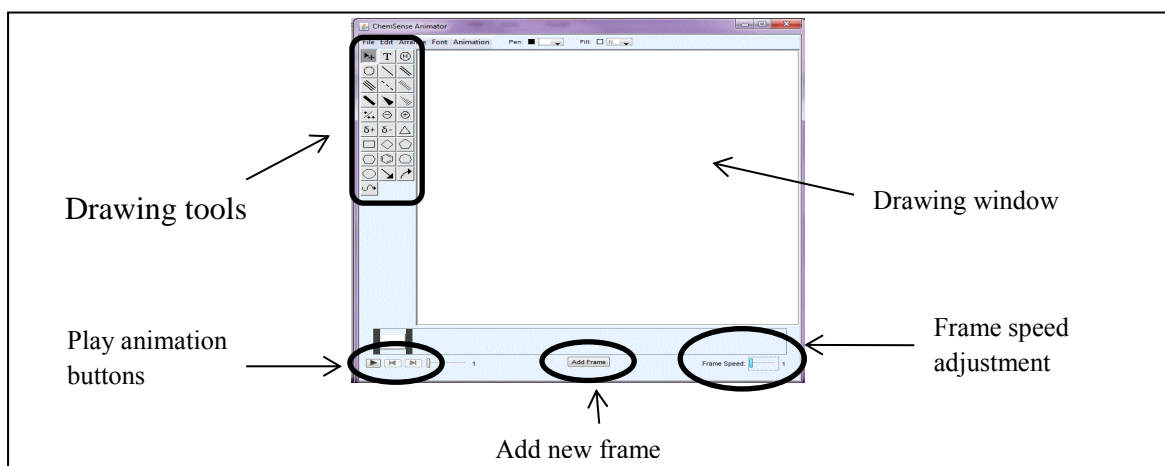 ChemSense Animator
File Edit Arrange Font Animation Pen: Fill: N...
T H
δ+ δ-
Drawing tools
Drawing window
Play animation
buttons
Frame speed
adjustment
1
Add Frame
Frame Speed: 1
Add new frame